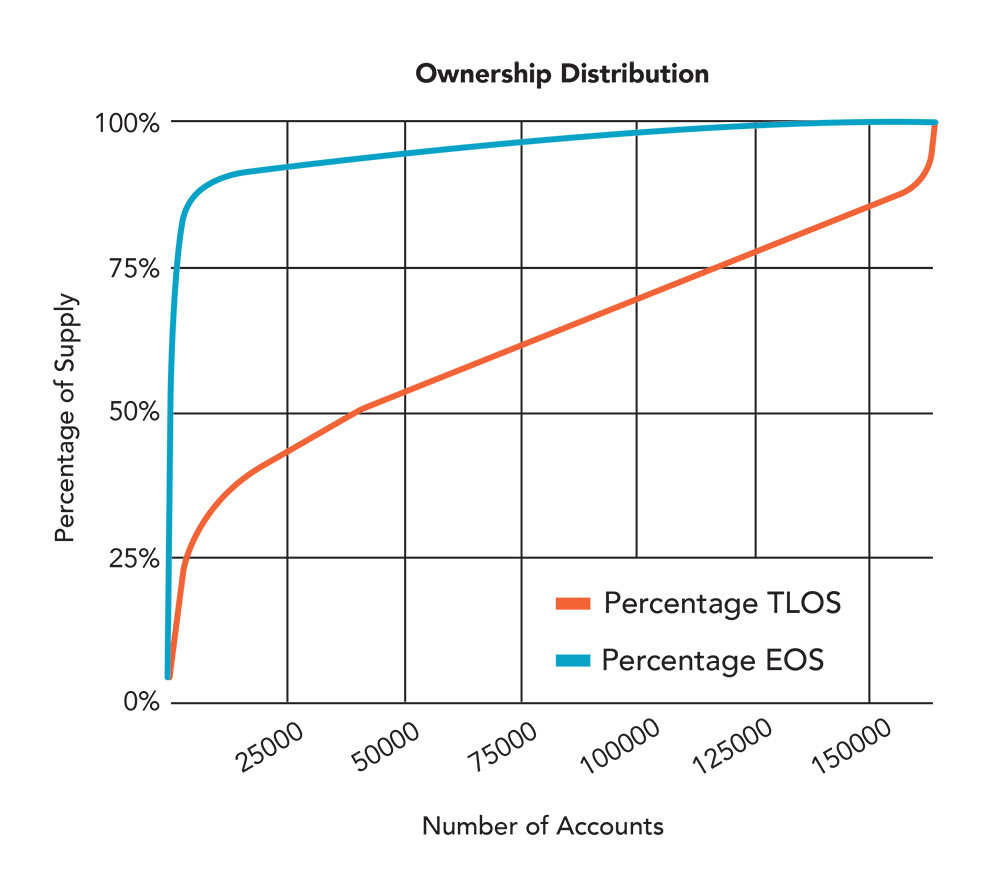 Ownership Distribution
100%
75%
50%
25%
0%
Percentage of Supply
Percentage TLOS
Percentage EOS
25000
50000
75000
100000
125000
150000
Number of Accounts